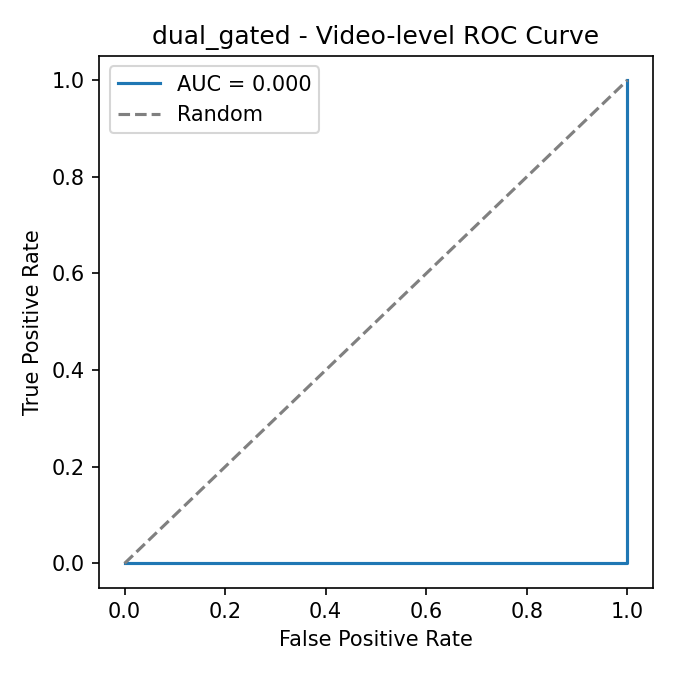 dual_gated - Video-level ROC Curve
AUC = 0.000
Random
True Positive Rate
1.0
0.8
0.6
0.4
0.2
0.0
0.0 0.2 0.4 0.6 0.8 1.0
False Positive Rate